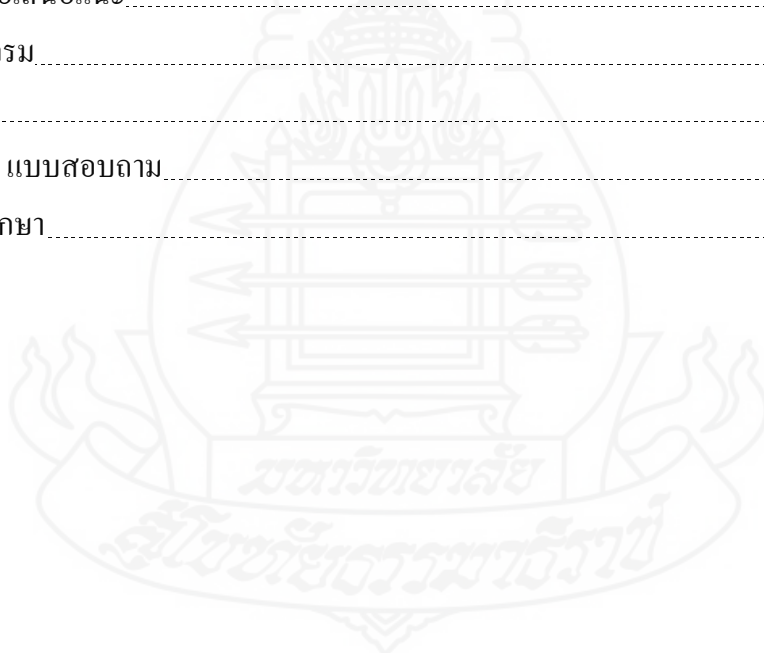 รม
แบบสอบถาม
กษา
มหาวิทยาลัย
สุโขทัยธรรมาธิราช